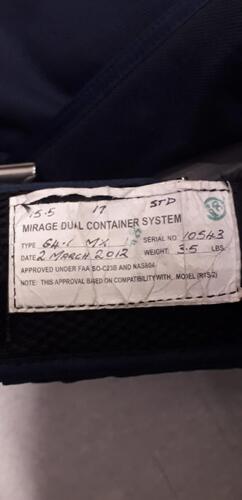 15.5 17 STD
MIRAGE DUAL CONTAINER SYSTEM
TYPE G4.1 MX SERIAL NO 10543
DATE 2 MARCH 2012 WEIGHT: 3.5 LBS.
APPROVED UNDER FAA SO-C23B AND NAS804
NOTE: THIS APPROVAL BASED ON COMPATIBILITY WITH, MODEL (RTS/2)